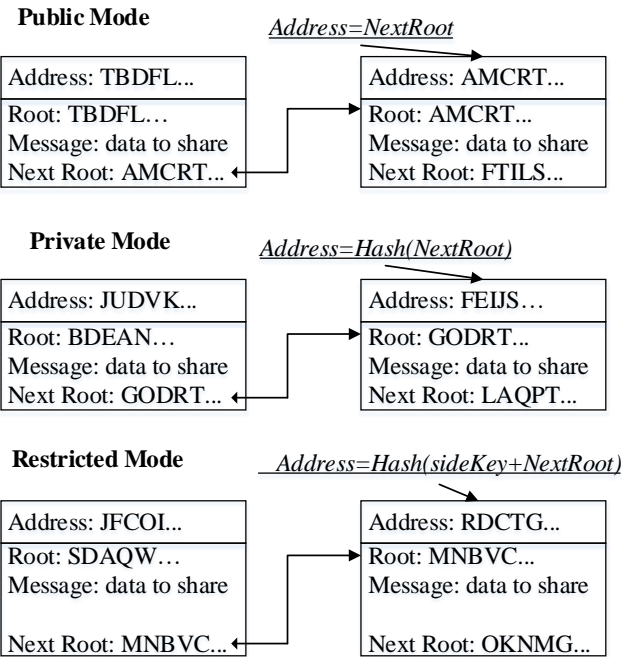 Public Mode
Address=NextRoot
Address: TBDFL...
Root: TBDFL…
Message: data to share
Next Root: AMCRT...
Address: AMCRT...
Root: AMCRT...
Message: data to share
Next Root: FTILS...
Private Mode
Address=Hash(NextRoot)
Address: JUDVK...
Root: BDEAN…
Message: data to share
Next Root: GODRT...
Address: FEIJS…
Root: GODRT...
Message: data to share
Next Root: LAQPT...
Restricted Mode
Address=Hash(sideKey+NextRoot)
Address: JFCOI...
Root: SDAQW…
Message: data to share
Next Root: MNBVC...
Address: RDCTG...
Root: MNBVC...
Message: data to share
Next Root: OKNMG...